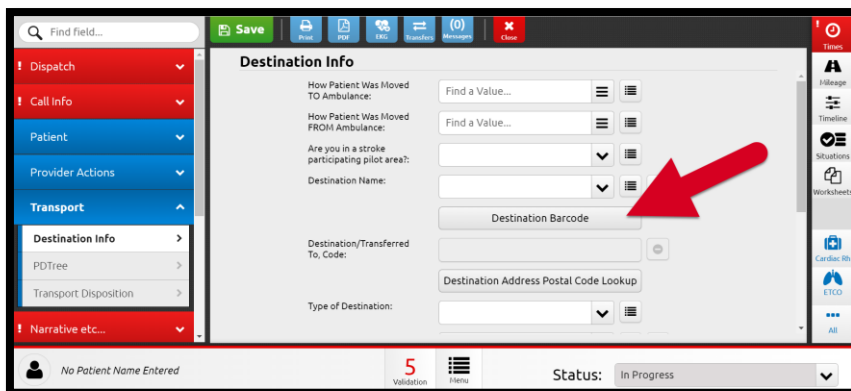 Find field...
Save
Print
PDF
EKG
Transfers
(0)
Messages
Close
! Dispatch
! Call Info
Patient
Provider Actions
Transport
Destination Info
PDTree
Transport Disposition
! Narrative etc...
Destination Info
How Patient Was Moved
TO Ambulance:
Find a Value...
How Patient Was Moved
FROM Ambulance:
Find a Value...
Are you in a stroke
participating pilot area?:
Destination Name:
Destination Barcode
Destination/Transferred
To, Code:
Destination Address Postal Code Lookup
Type of Destination:
!
Times
Mileage
Timeline
Situations
Worksheets
Cardiac Rh
ETCO
All
No Patient Name Entered
5
Validation
Menu
Status:
In Progress